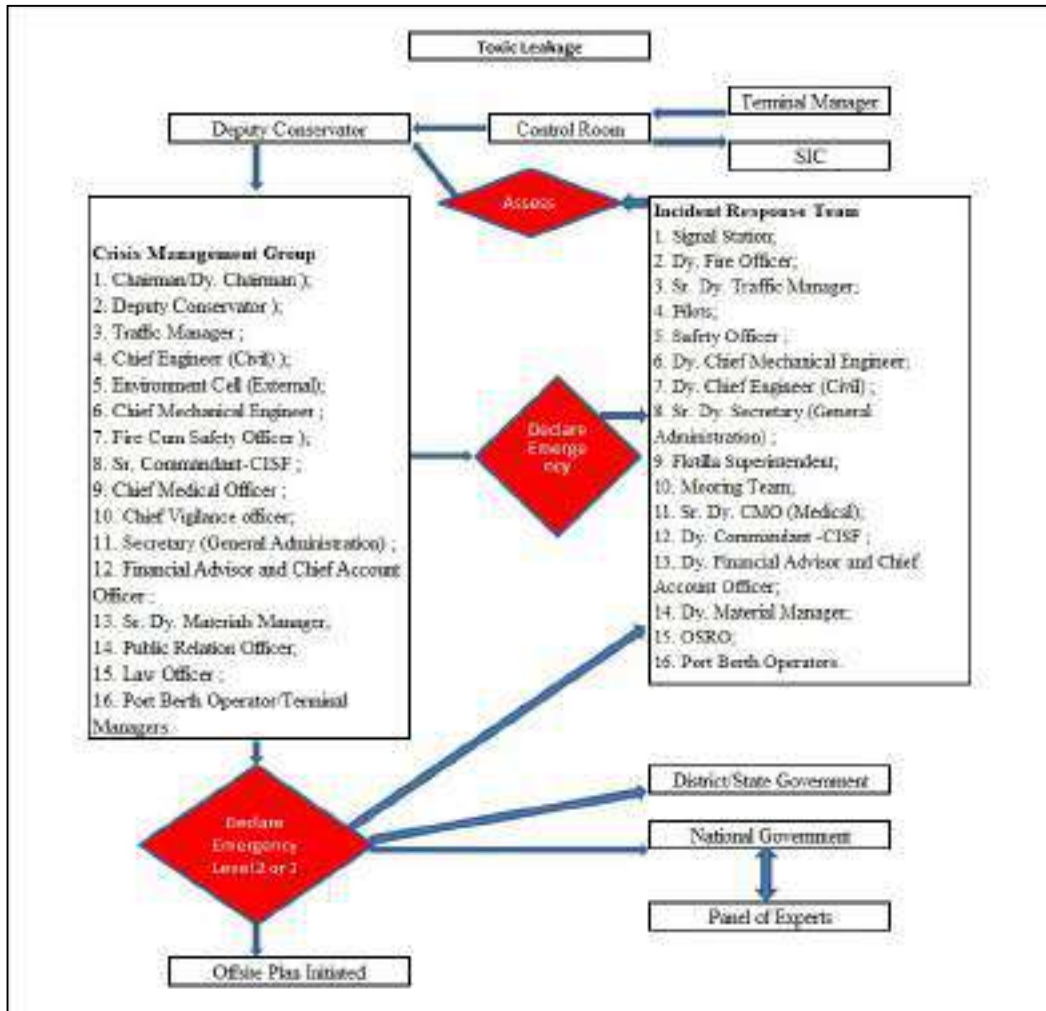 Toxic Leakage
Terminal Manager
Deputy Conservator
Control Room
SIC
Assess
Crisis Management Group
1. Chairman/Dy. Chairman );
2. Deputy Conservator );
3. Traffic Manager ;
4. Chief Engineer (Civil) );
5. Environment Cell (External);
6. Chief Mechanical Engineer ;
7. Fire Cum Safety Officer );
8. Sr. Commandant-CISF ;
9. Chief Medical Officer ;
10. Chief Vigilance officer;
11. Secretary (General Administration) ;
12. Financial Advisor and Chief Account
Officer ;
13. Sr. Dy. Materials Manager;
14. Public Relation Officer;
15. Law Officer ;
16. Port Berth Operator/Terminal
Managers
Declare
Emerge
ncy
Incident Response Team
1. Signal Station;
2. Dy. Fire Officer;
3. Sr. Dy. Traffic Manager;
4. Pilots;
5. Safety Officer ;
6. Dy. Chief Mechanical Engineer;
7. Dy. Chief Engineer (Civil) ;
8. Sr. Dy. Secretary (General
Administration) ;
9. Flotilla Superintendent;
10. Mooring Team;
11. Sr. Dy. CMO (Medical);
12. Dy. Commandant -CISF ;
13. Dy. Financial Advisor and Chief
Account Officer;
14. Dy. Material Manager;
15. OSRO;
16. Port Berth Operators.
Declare
Emergency
Level 2 or
District/State Government
National Government
Panel of Experts
Offsite Plan Initiated